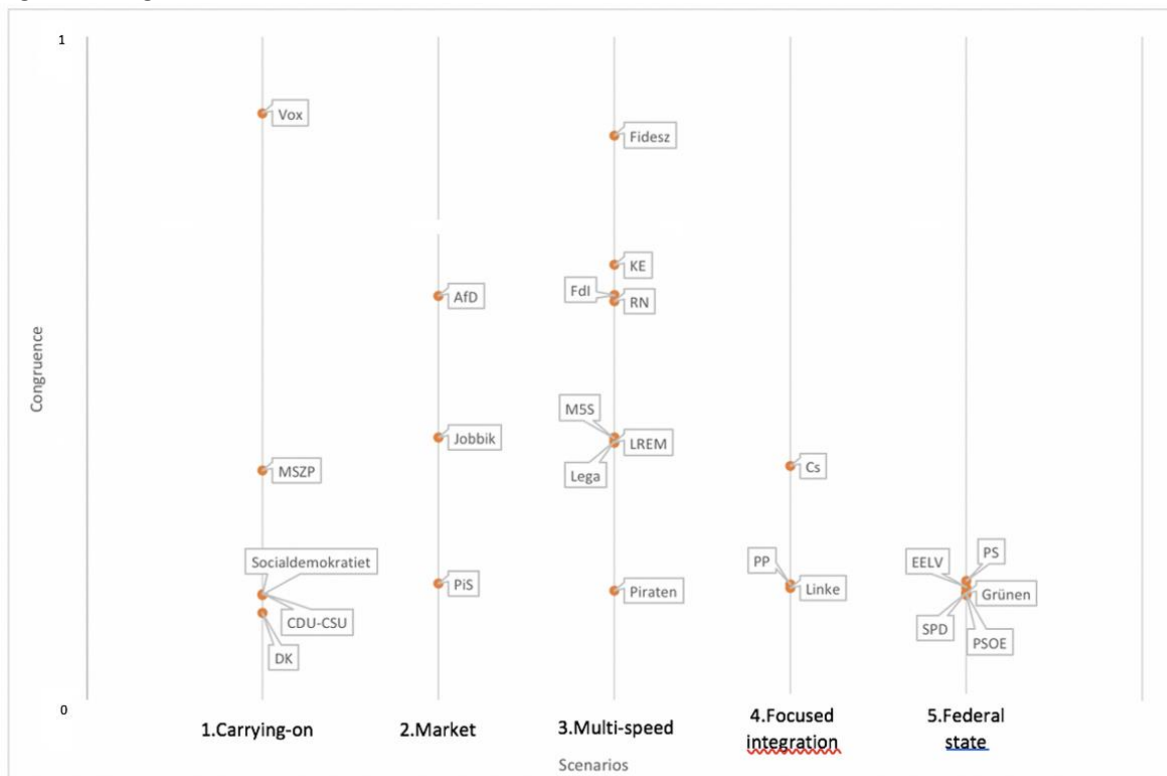 1
Vox
Fidesz
KE
AfD
FdI
RN
M5S
Jobbik
LREM
MSZP
Lega
Cs
Socialdemokratiet
PP
EELV
PS
PiS
Piraten
Linke
Grünen
CDU-CSU
SPD
PSOE
DK
Congruence
0
1.Carrying-on
2.Market
3.Multi-speed
4.Focused
integration
5.Federal
state
Scenarios